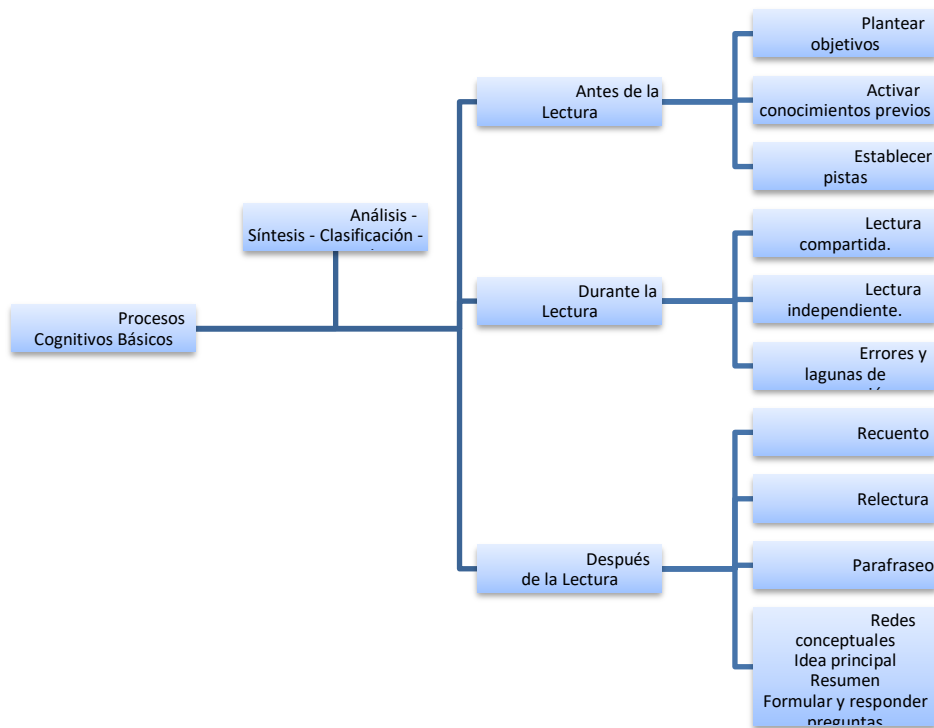 Procesos
Cognitivos Básicos
Análisis -
Síntesis - Clasificación -
Antes de la
Lectura
Plantear
objetivos
Activar
conocimientos previos
Establecer
pistas
Durante la
Lectura
Lectura
compartida.
Lectura
independiente.
Errores y
lagunas de
Después
de la Lectura
Recuento
Relectura
Parafraseo
Redes
conceptuales
Idea principal
Resumen
Formular y responder
preguntas